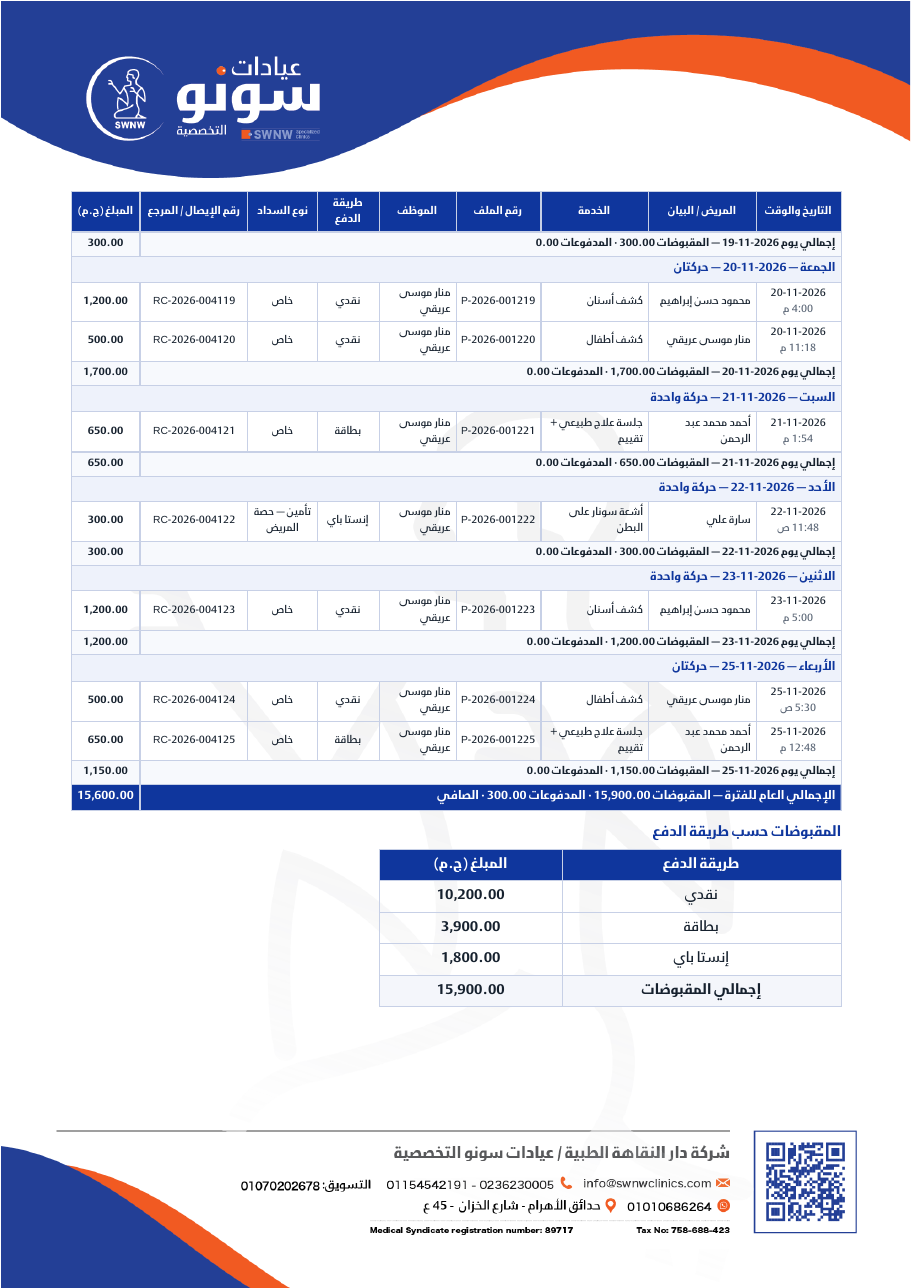 عيادات
سونو
التخصصية
SWNW Specialized Clinics
SWNW
التاريخ والوقت | المريض / البيان | الخدمة | رقم الملف | الموظف | طريقة الدفع | نوع السداد | رقم الإيصال / المرجع | المبلغ (ج.م)
إجمالي يوم 2026-11-19 — المقبوضات 300.00 · المدفوعات 0.00 | 300.00
الجمعة — 2026-11-20 — حركتان
20-11-2026 4:00 م | محمود حسن إبراهيم | كشف أسنان | P-2026-001219 | منار موسى عريقي | نقدي | خاص | RC-2026-004119 | 1,200.00
20-11-2026 11:18 م | منار موسى عريقي | كشف أطفال | P-2026-001220 | منار موسى عريقي | نقدي | خاص | RC-2026-004120 | 500.00
إجمالي يوم 2026-11-20 — المقبوضات 1,700.00 · المدفوعات 0.00 | 1,700.00
السبت — 2026-11-21 — حركة واحدة
21-11-2026 1:54 م | أحمد محمد عبد الرحمن | جلسة علاج طبيعي + تقييم | P-2026-001221 | منار موسى عريقي | بطاقة | خاص | RC-2026-004121 | 650.00
إجمالي يوم 2026-11-21 — المقبوضات 650.00 · المدفوعات 0.00 | 650.00
الأحد — 2026-11-22 — حركة واحدة
22-11-2026 11:48 ص | سارة علي | أشعة سونار على البطن | P-2026-001222 | منار موسى عريقي | إنستا باي | تأمين — حصة المريض | RC-2026-004122 | 300.00
إجمالي يوم 2026-11-22 — المقبوضات 300.00 · المدفوعات 0.00 | 300.00
الاثنين — 2026-11-23 — حركة واحدة
23-11-2026 5:00 م | محمود حسن إبراهيم | كشف أسنان | P-2026-001223 | منار موسى عريقي | نقدي | خاص | RC-2026-004123 | 1,200.00
إجمالي يوم 2026-11-23 — المقبوضات 1,200.00 · المدفوعات 0.00 | 1,200.00
الأربعاء — 2026-11-25 — حركتان
25-11-2026 5:30 ص | منار موسى عريقي | كشف أطفال | P-2026-001224 | منار موسى عريقي | نقدي | خاص | RC-2026-004124 | 500.00
25-11-2026 12:48 م | أحمد محمد عبد الرحمن | جلسة علاج طبيعي + تقييم | P-2026-001225 | منار موسى عريقي | بطاقة | خاص | RC-2026-004125 | 650.00
إجمالي يوم 2026-11-25 — المقبوضات 1,150.00 · المدفوعات 0.00 | 1,150.00
الإجمالي العام للفترة — المقبوضات 15,900.00 · المدفوعات 300.00 · الصافي | 15,600.00
المقبوضات حسب طريقة الدفع
طريقة الدفع | المبلغ (ج.م)
نقدي | 10,200.00
بطاقة | 3,900.00
إنستا باي | 1,800.00
إجمالي المقبوضات | 15,900.00
شركة دار النقاهة الطبية / عيادات سونو التخصصية
info@swnwclinics.com 01154542191 - 0236230005 التسويق: 01070202678
01010686264 حدائق الأهرام - شارع الخزان - 45 ع
Medical Syndicate registration number: 89717 Tax No: 758-688-423